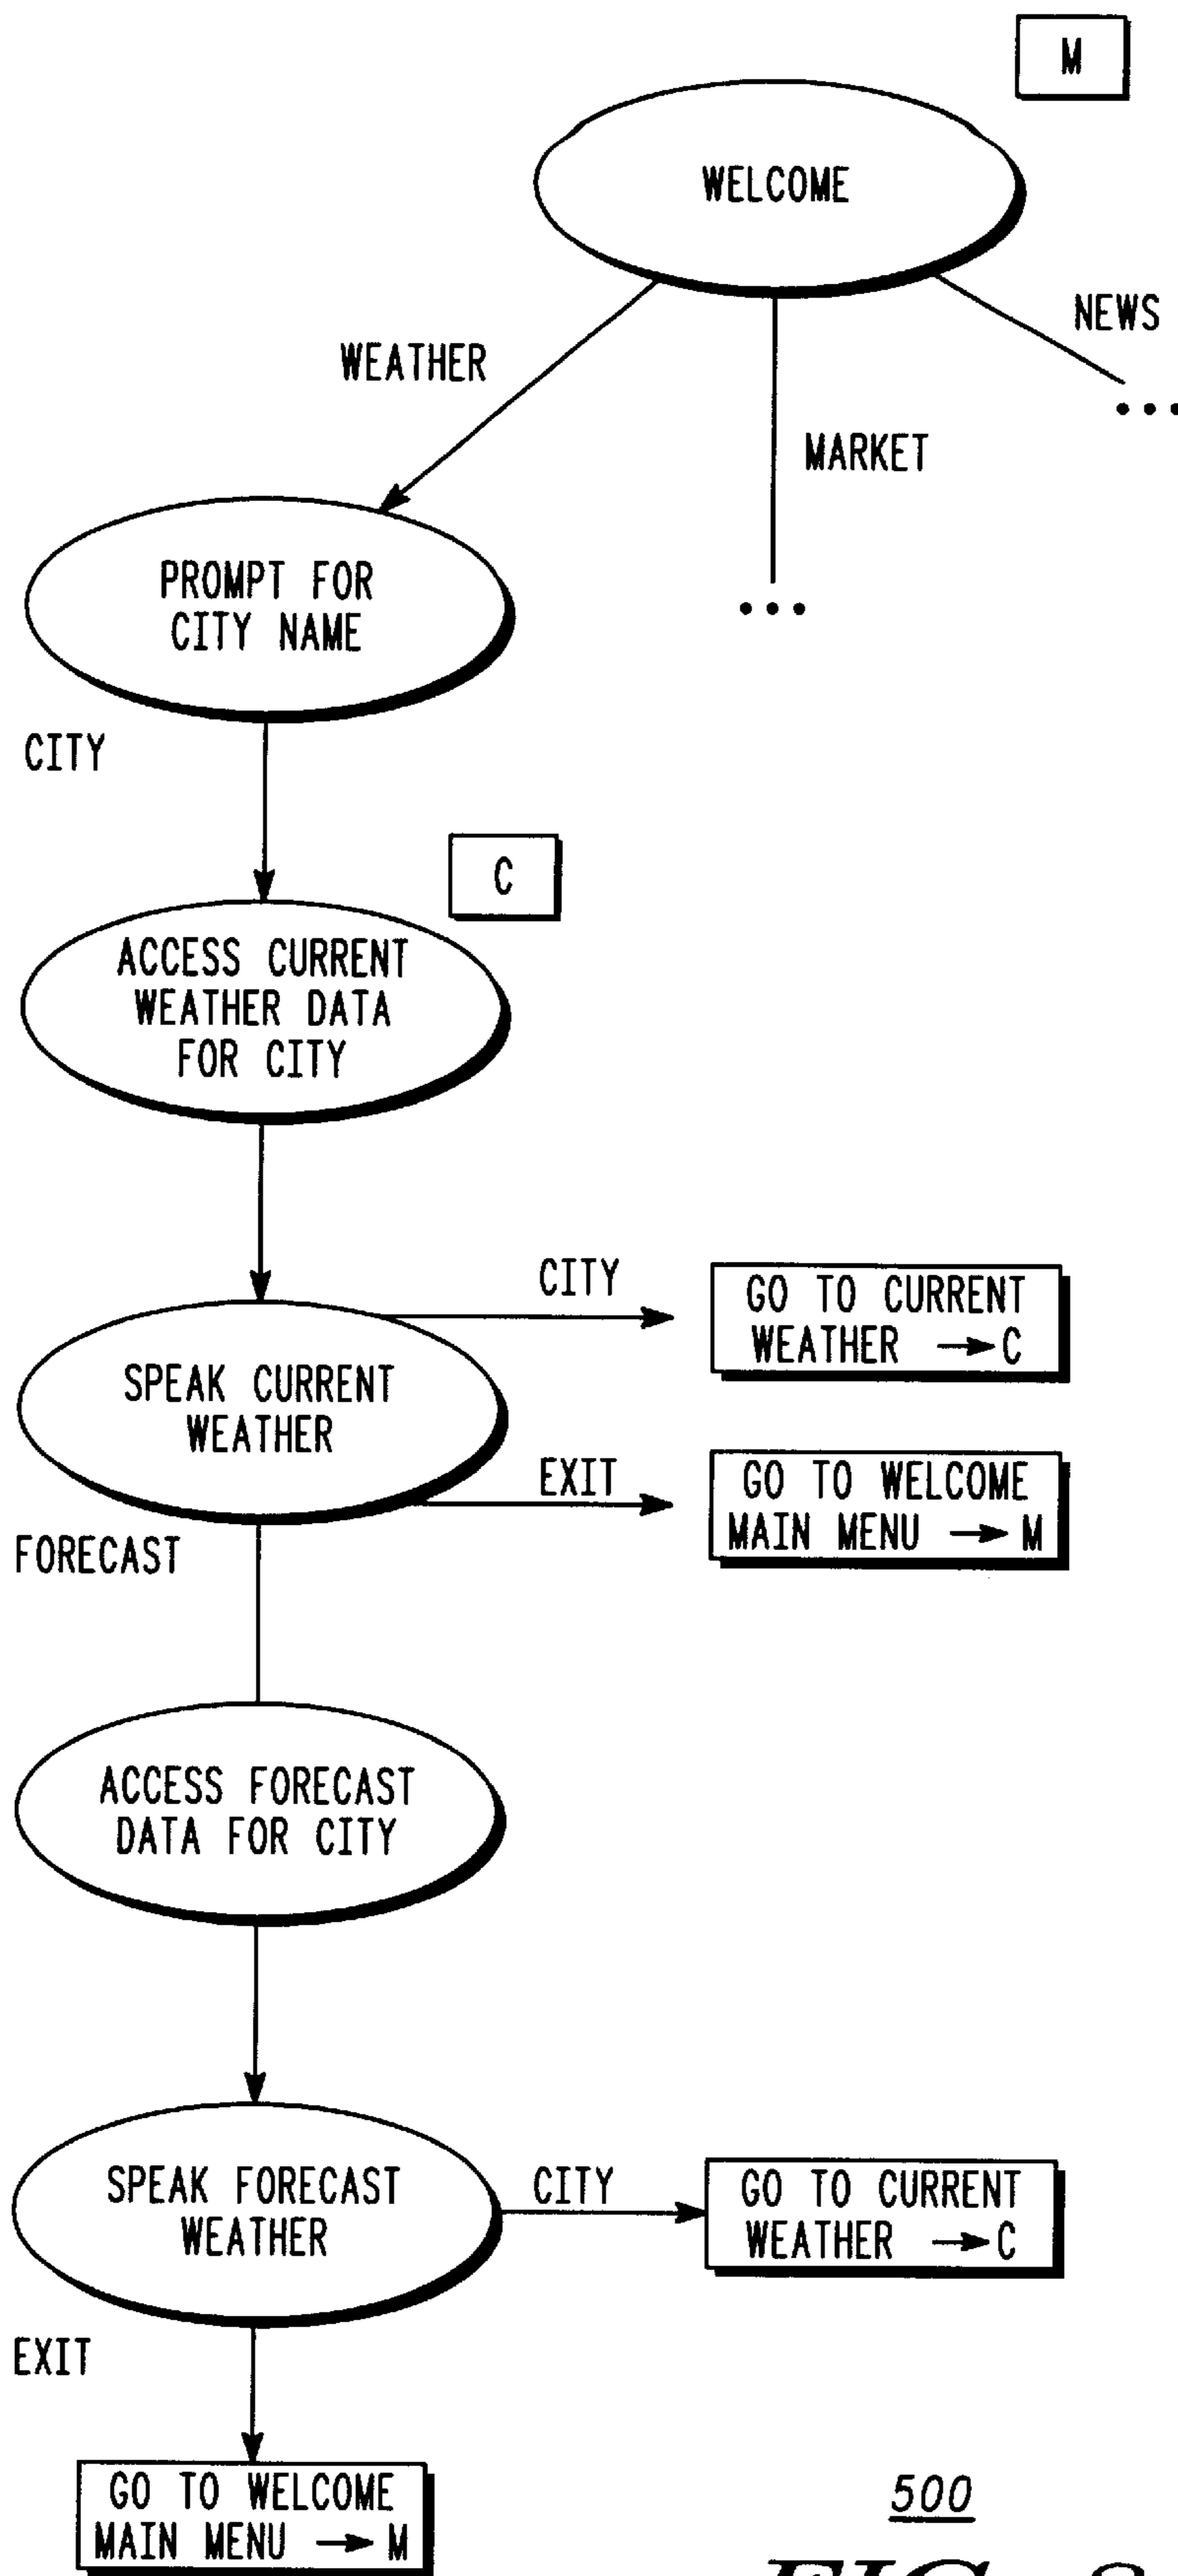 M
WELCOME
NEWS
WEATHER
...
MARKET
PROMPT FOR
CITY NAME
...
CITY
C
ACCESS CURRENT
WEATHER DATA
FOR CITY
CITY
GO TO CURRENT
WEATHER → C
SPEAK CURRENT
WEATHER
EXIT
GO TO WELCOME
MAIN MENU → M
FORECAST
ACCESS FORECAST
DATA FOR CITY
SPEAK FORECAST
WEATHER
CITY
GO TO CURRENT
WEATHER → C
EXIT
GO TO WELCOME
MAIN MENU → M
500